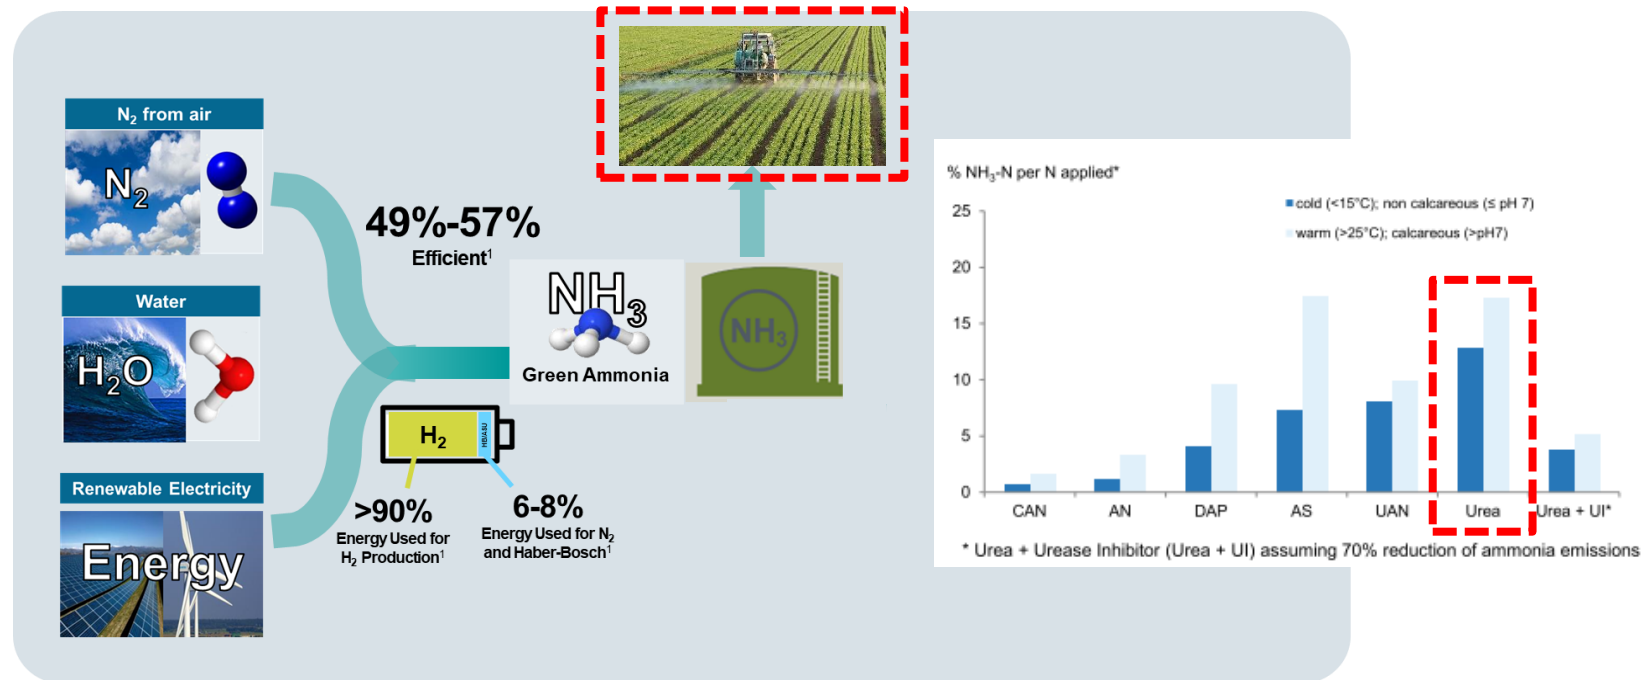 N₂ from air
N₂
Water
H₂O
Renewable Electricity
Energy
49%-57%
Efficient¹
NH₃
Green Ammonia
NH₃
H₂
HB/ASU
>90%
Energy Used for
H₂ Production¹
6-8%
Energy Used for N₂
and Haber-Bosch¹
% NH₃-N per N applied*
cold (<15°C); non calcareous (≤ pH 7)
warm (>25°C); calcareous (>pH7)
25
20
15
10
5
0
CAN AN DAP AS UAN Urea Urea + UI*
* Urea + Urease Inhibitor (Urea + UI) assuming 70% reduction of ammonia emissions